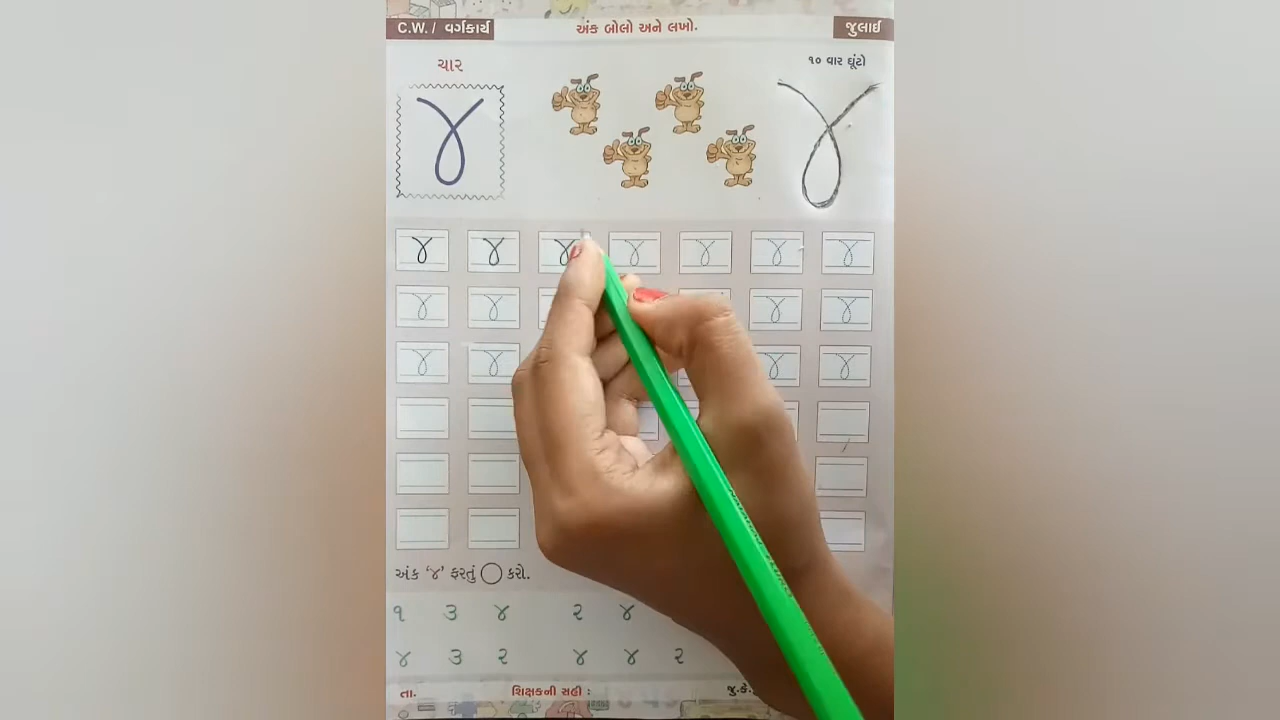 C.W. / વર્ગકાર્ય અંક બોલો અને લખો. જુલાઈ
ચાર ૧૦ વાર ઘૂંટો
૪ ૪
૪ ૪ ૪ ૪ ૪ ૪ ૪
૪ ૪ ૪ ૪
૪ ૪ ૪ ૪
અંક ‘૪’ ફરતું ◯ કરો.
૧ ૩ ૪ ૨ ૪
૪ ૩ ૨ ૪ ૪ ૨
તા. શિક્ષકની સહી : જુ.કે.